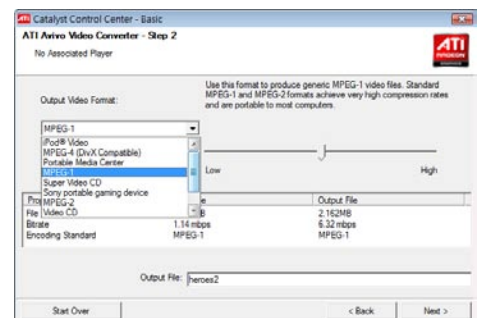 Catalyst Control Center - Basic
ATI Avivo Video Converter - Step 2
No Associated Player
ATI
RADEON
Output Video Format:
Use this format to produce generic MPEG-1 video files. Standard
MPEG-1 and MPEG-2 formats achieve very high compression rates
and are portable to most computers.
MPEG-1
iPod® Video
MPEG-4 (DivX Compatible)
Portable Media Center
MPEG-1
Super Video CD
Sony portable gaming device
MPEG-2
Video CD
Low
High
Output File
File
2.162MB
Bitrate
1.14 mbps
6.32 mbps
Encoding Standard
MPEG-1
MPEG-1
Output File:
heroes2
Start Over
< Back
Next >